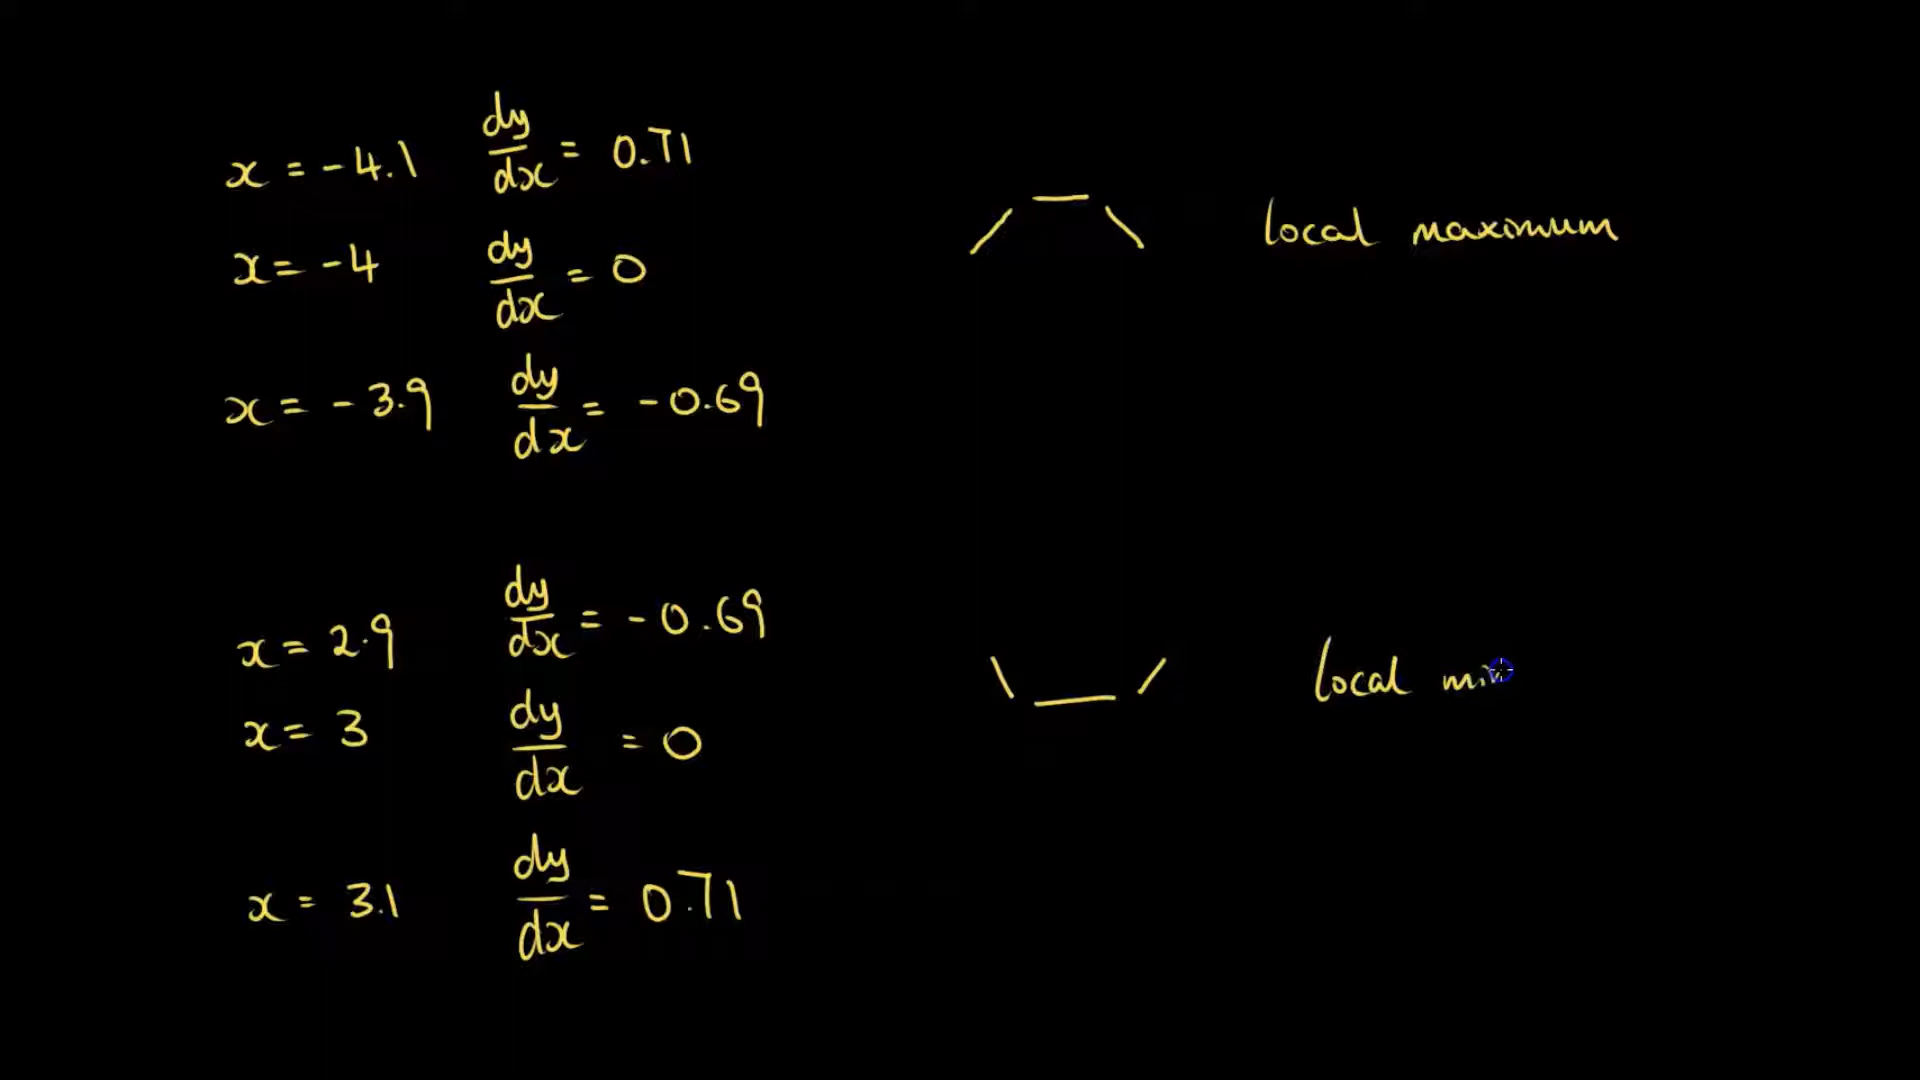 x = -4.1 dy/dx = 0.71
local maximum
x = -4 dy/dx = 0
x = -3.9 dy/dx = -0.69
x = 2.9 dy/dx = -0.69
local min
x = 3 dy/dx = 0
x = 3.1 dy/dx = 0.71